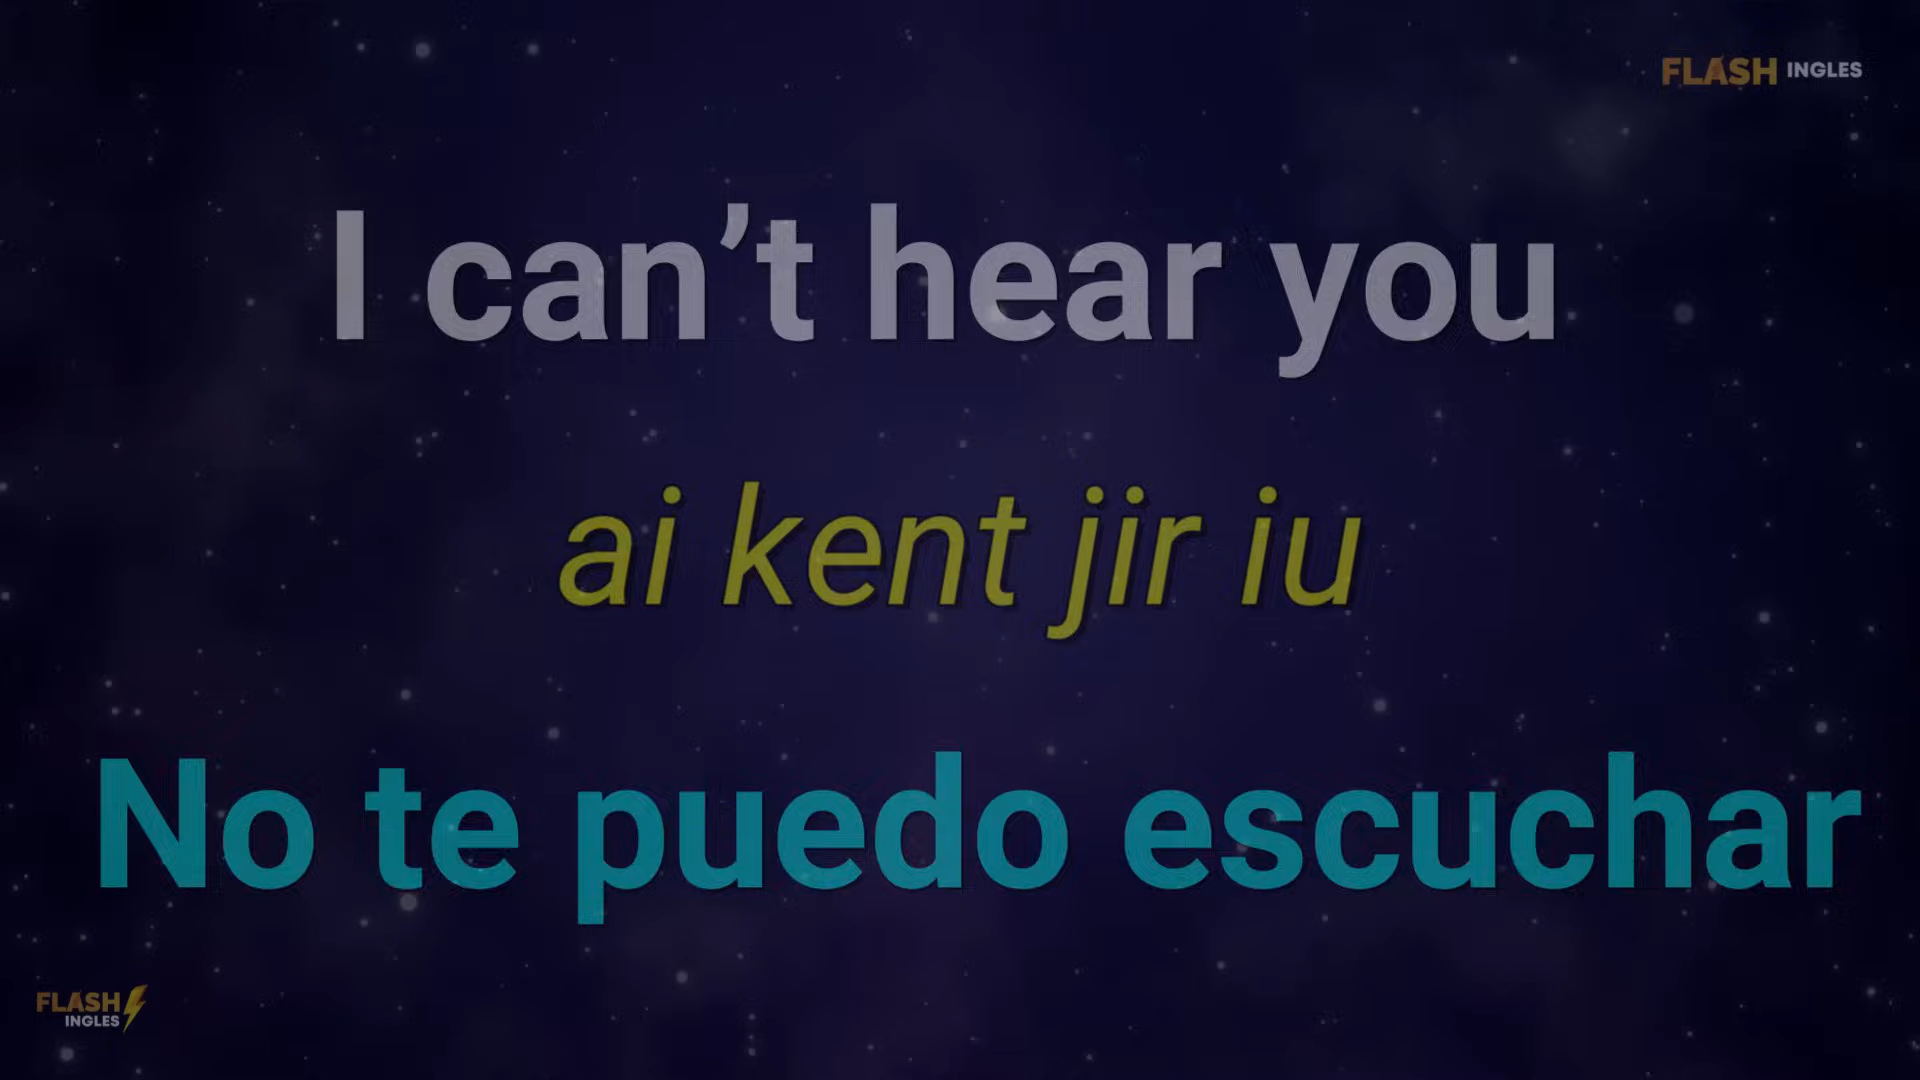 FLASH INGLES
I can’t hear you
ai kent jir iu
No te puedo escuchar
FLASH
INGLES